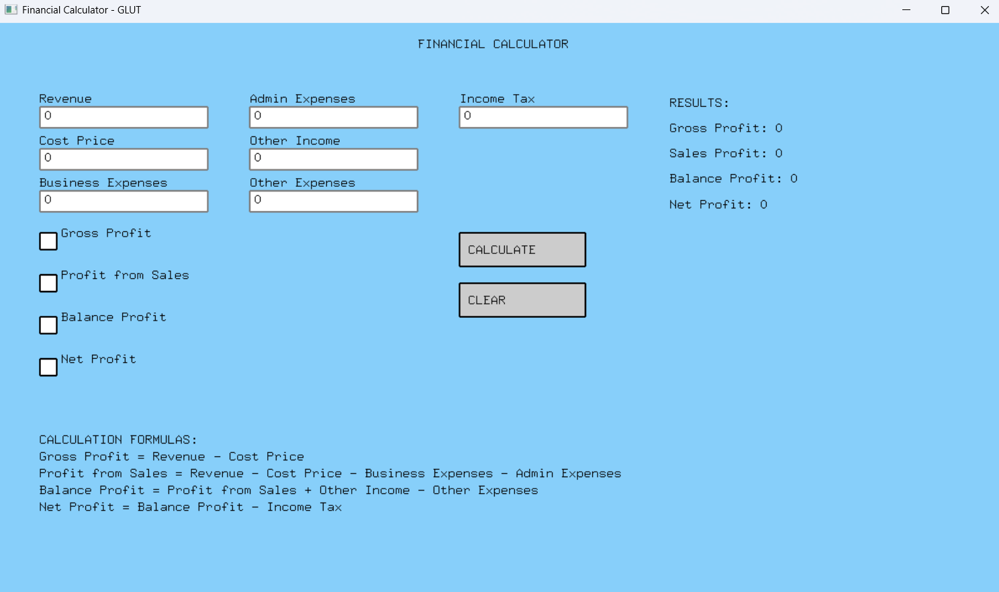 Financial Calculator - GLUT
FINANCIAL CALCULATOR
Revenue
0
Cost Price
0
Business Expenses
0
Admin Expenses
0
Other Income
0
Other Expenses
0
Income Tax
0
RESULTS:
Gross Profit: 0
Sales Profit: 0
Balance Profit: 0
Net Profit: 0
Gross Profit
Profit from Sales
Balance Profit
Net Profit
CALCULATE
CLEAR
CALCULATION FORMULAS:
Gross Profit = Revenue - Cost Price
Profit from Sales = Revenue - Cost Price - Business Expenses - Admin Expenses
Balance Profit = Profit from Sales + Other Income - Other Expenses
Net Profit = Balance Profit - Income Tax